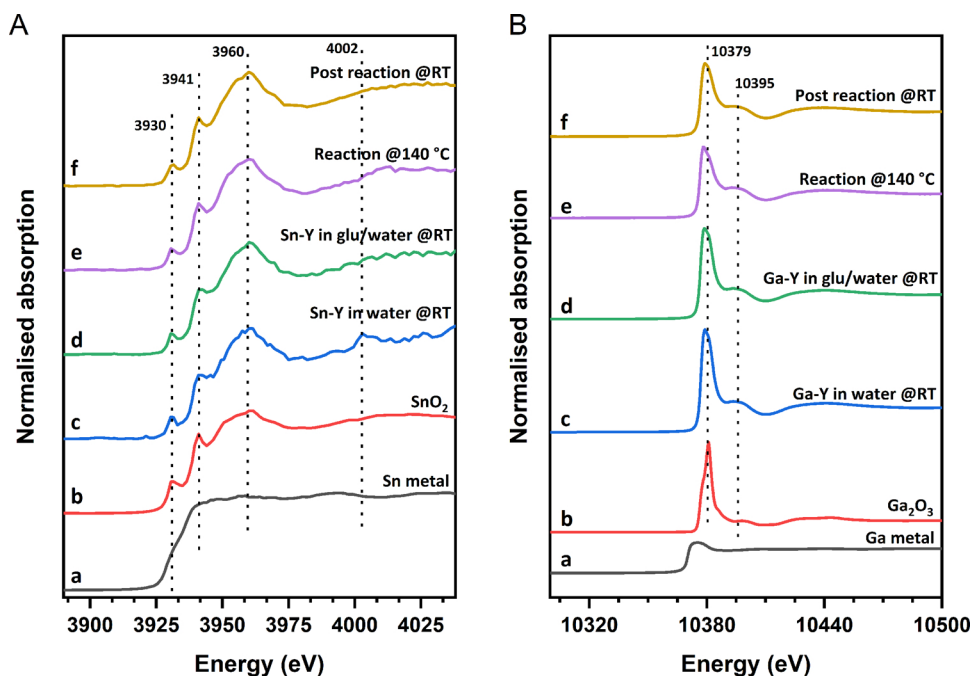 A
3930
3941
3960
4002
Post reaction @RT
f
Reaction @140 °C
e
Sn-Y in glu/water @RT
d
Sn-Y in water @RT
c
SnO₂
b
Sn metal
a
Normalised absorption
3900
3925
3950
3975
4000
4025
Energy (eV)
B
10379
10395
Post reaction @RT
f
Reaction @140 °C
e
Ga-Y in glu/water @RT
d
Ga-Y in water @RT
c
Ga₂O₃
b
Ga metal
a
Normalised absorption
10320
10380
10440
10500
Energy (eV)